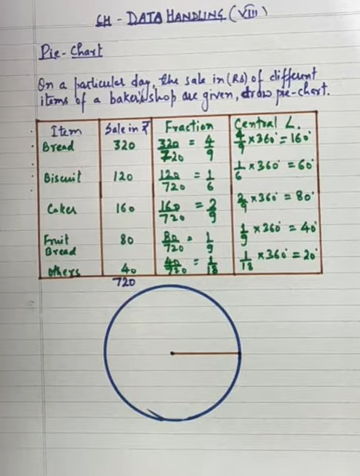 CH - DATA HANDLING (VIII)
Pie-Chart
On a particular day, the sale in (Rs) of different
items of a baker's shop are given, draw pie-chart.
Item Sale in ₹ Fraction Central ∠.
Bread 320 320/720 = 4/9 4/9 × 360° = 160°
Biscuit 120 120/720 = 1/6 1/6 × 360° = 60°
Cakes 160 160/720 = 2/9 2/9 × 360° = 80°
Fruit Bread 80 80/720 = 1/9 1/9 × 360° = 40°
Others 40 40/720 = 1/18 1/18 × 360° = 20°
720